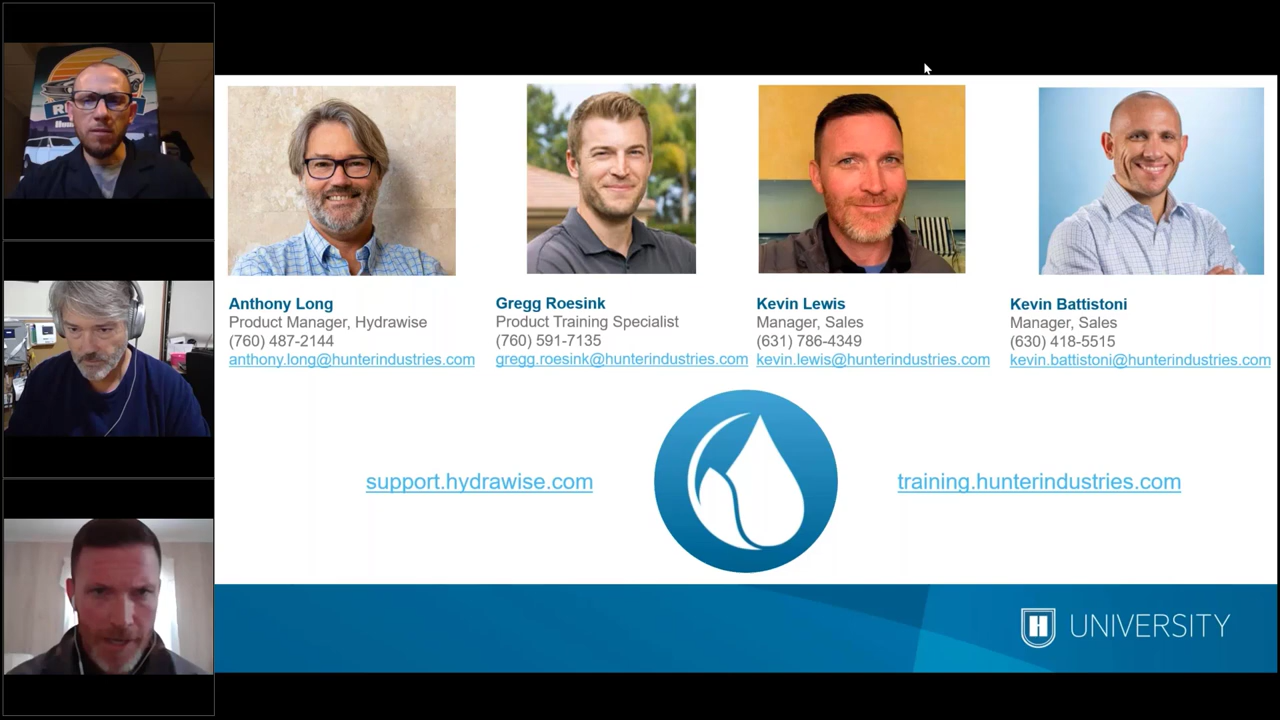 Anthony Long
Product Manager, Hydrawise
(760) 487-2144
anthony.long@hunterindustries.com
Gregg Roesink
Product Training Specialist
(760) 591-7135
gregg.roesink@hunterindustries.com
Kevin Lewis
Manager, Sales
(631) 786-4349
kevin.lewis@hunterindustries.com
Kevin Battistoni
Manager, Sales
(630) 418-5515
kevin.battistoni@hunterindustries.com
support.hydrawise.com
training.hunterindustries.com
H UNIVERSITY